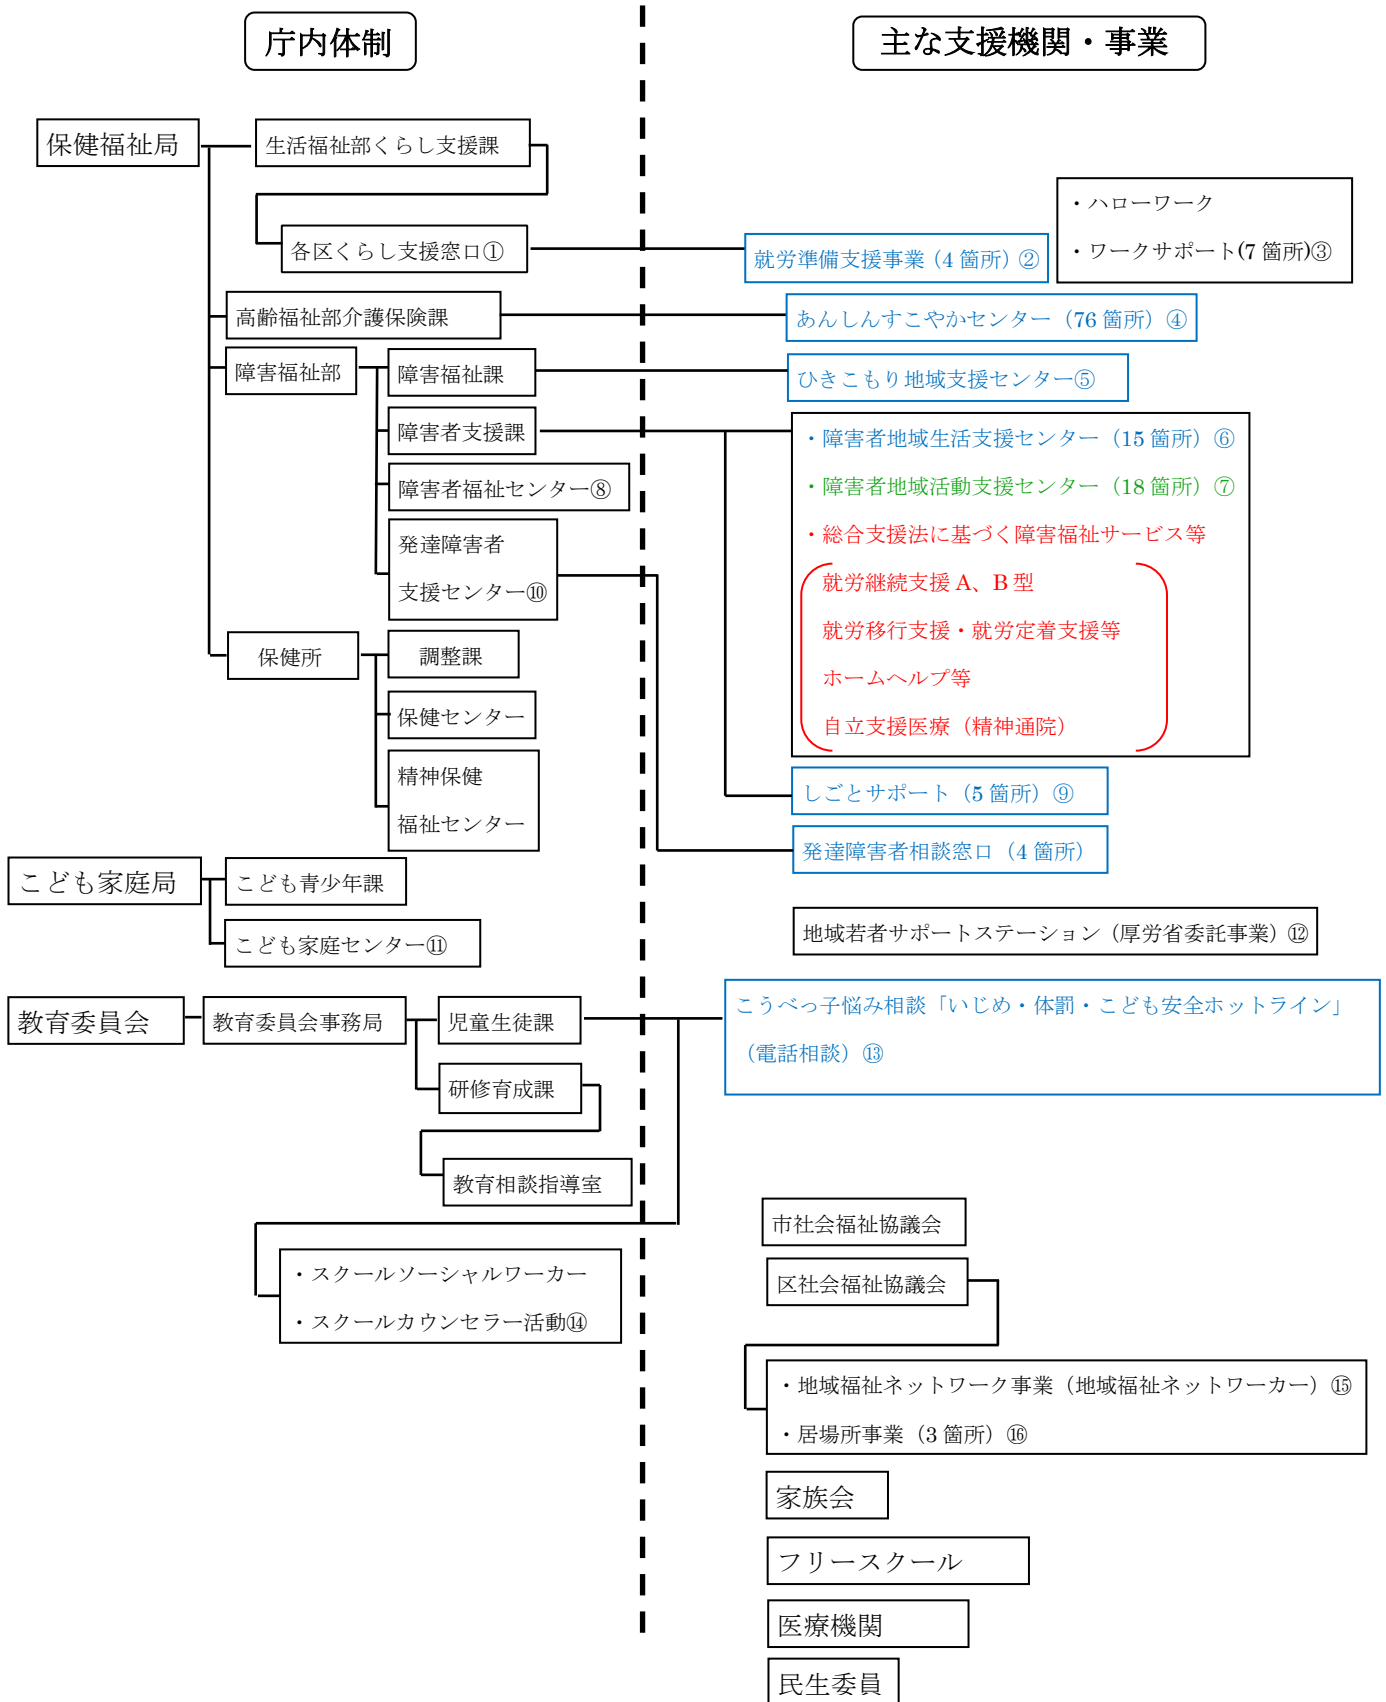 庁内体制
主な支援機関・事業
保健福祉局
生活福祉部くらし支援課
各区くらし支援窓口①
就労準備支援事業（4 箇所）②
・ハローワーク
・ワークサポート(7 箇所)③
高齢福祉部介護保険課
あんしんすこやかセンター（76 箇所）④
障害福祉部
障害福祉課
ひきこもり地域支援センター⑤
障害者支援課
・障害者地域生活支援センター（15 箇所）⑥
・障害者地域活動支援センター（18 箇所）⑦
・総合支援法に基づく障害福祉サービス等
就労継続支援 A、B 型
就労移行支援・就労定着支援等
ホームヘルプ等
自立支援医療（精神通院）
障害者福祉センター⑧
発達障害者
支援センター⑩
保健所
調整課
保健センター
精神保健
福祉センター
しごとサポート（5 箇所）⑨
発達障害者相談窓口（4 箇所）
こども家庭局
こども青少年課
こども家庭センター⑪
地域若者サポートステーション（厚労省委託事業）⑫
教育委員会
教育委員会事務局
児童生徒課
研修育成課
教育相談指導室
こうべっ子悩み相談「いじめ・体罰・こども安全ホットライン」
（電話相談）⑬
・スクールソーシャルワーカー
・スクールカウンセラー活動⑭
市社会福祉協議会
区社会福祉協議会
・地域福祉ネットワーク事業（地域福祉ネットワーカー）⑮
・居場所事業（3 箇所）⑯
家族会
フリースクール
医療機関
民生委員